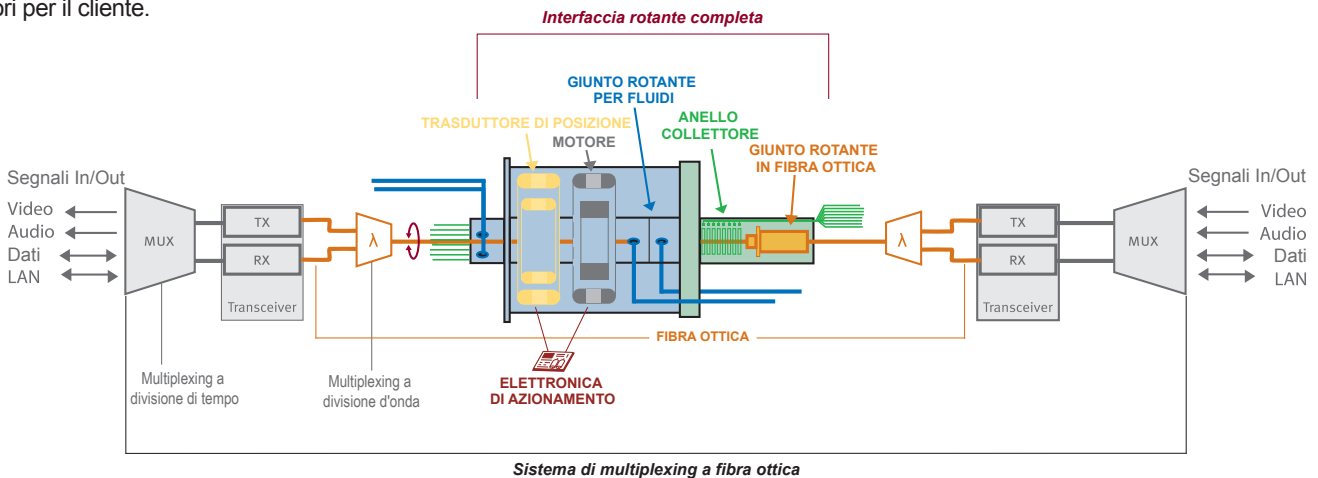 ori per il cliente.
Interfaccia rotante completa
GIUNTO ROTANTE
PER FLUIDI
TRASDUTTORE DI POSIZIONE
MOTORE
ANELLO
COLLETTORE
GIUNTO ROTANTE
IN FIBRA OTTICA
Segnali In/Out
Video
Audio
Dati
LAN
MUX
TX
RX
Transceiver
λ
λ
TX
RX
Transceiver
MUX
Segnali In/Out
Video
Audio
Dati
LAN
FIBRA OTTICA
Multiplexing a
divisione di tempo
Multiplexing a
divisione d'onda
ELETTRONICA
DI AZIONAMENTO
Sistema di multiplexing a fibra ottica